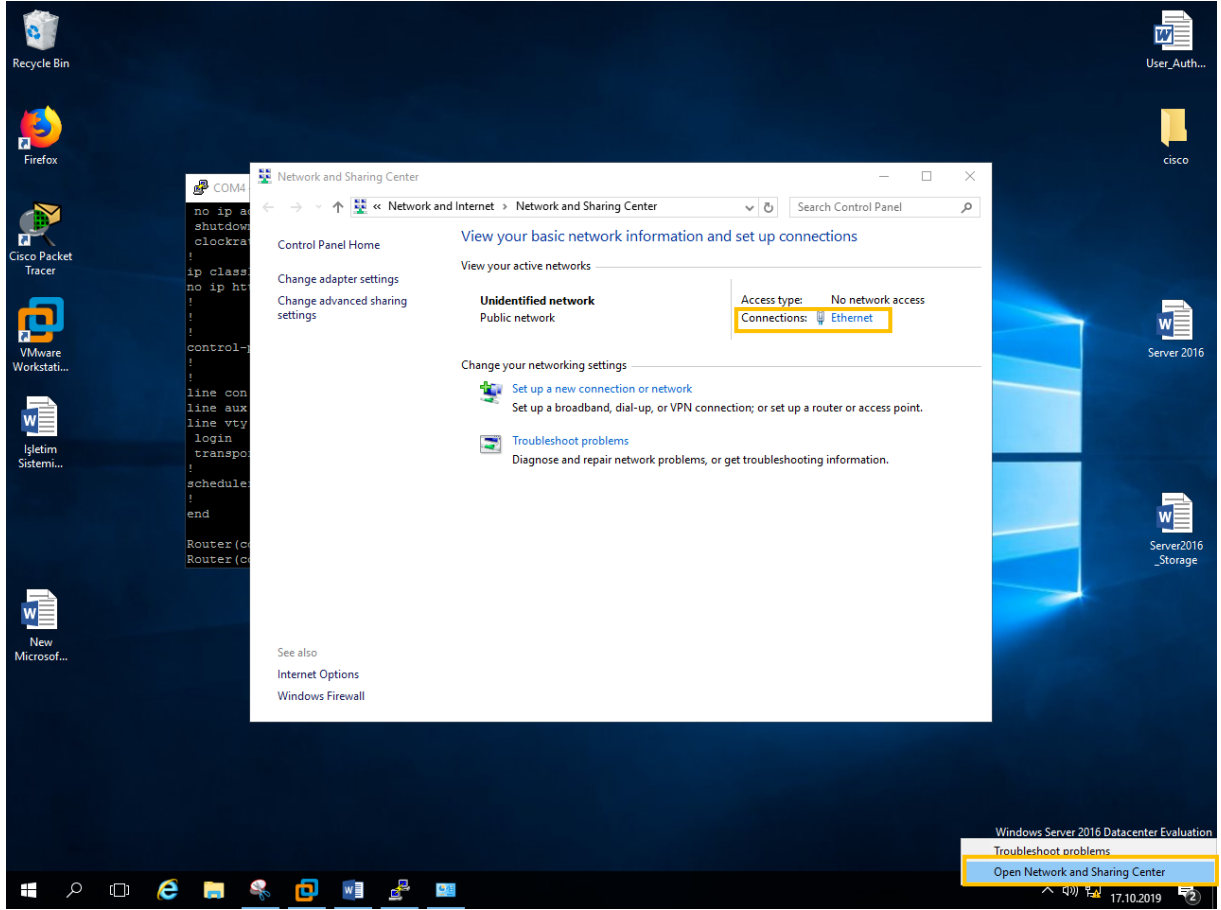 Recycle Bin
Firefox
Cisco Packet
Tracer
VMware
Workstati...
İşletim
Sistemi...
New
Microsof...
User_Auth...
cisco
Server 2016
Server2016
_Storage
COM4
no ip a
shutdow
clockra
!
ip class
no ip ht
!
!
!
control-
!
!
line con
line aux
line vty
login
transpo
!
schedule
!
end
Router(co
Router(co
Network and Sharing Center
« Network and Internet › Network and Sharing Center
Search Control Panel
Control Panel Home
Change adapter settings
Change advanced sharing
settings
See also
Internet Options
Windows Firewall
View your basic network information and set up connections
View your active networks
Unidentified network
Public network
Access type: No network access
Connections: Ethernet
Change your networking settings
Set up a new connection or network
Set up a broadband, dial-up, or VPN connection; or set up a router or access point.
Troubleshoot problems
Diagnose and repair network problems, or get troubleshooting information.
Windows Server 2016 Datacenter Evaluation
Troubleshoot problems
Open Network and Sharing Center
17.10.2019
2